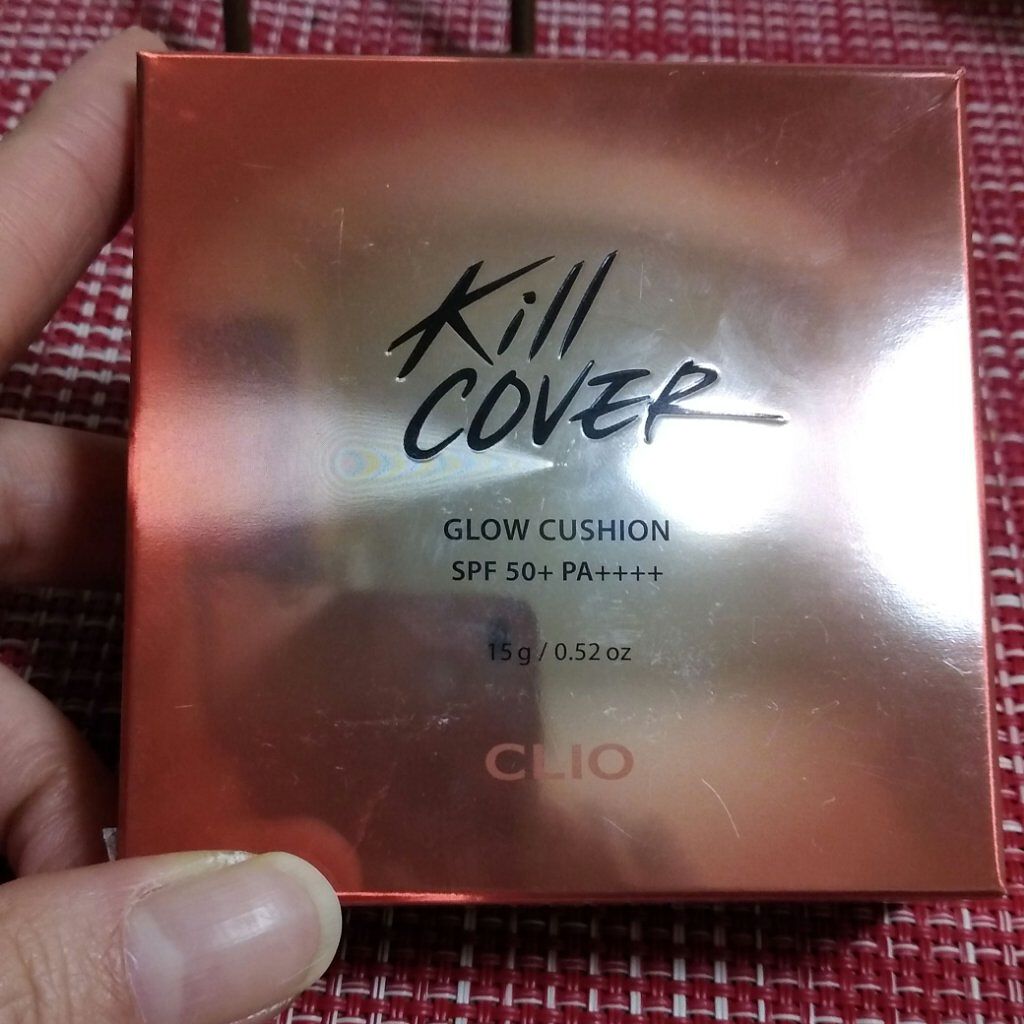 Kill
COVER
GLOW CUSHION
SPF 50+ PA++++
15 g / 0.52 oz
CLIO